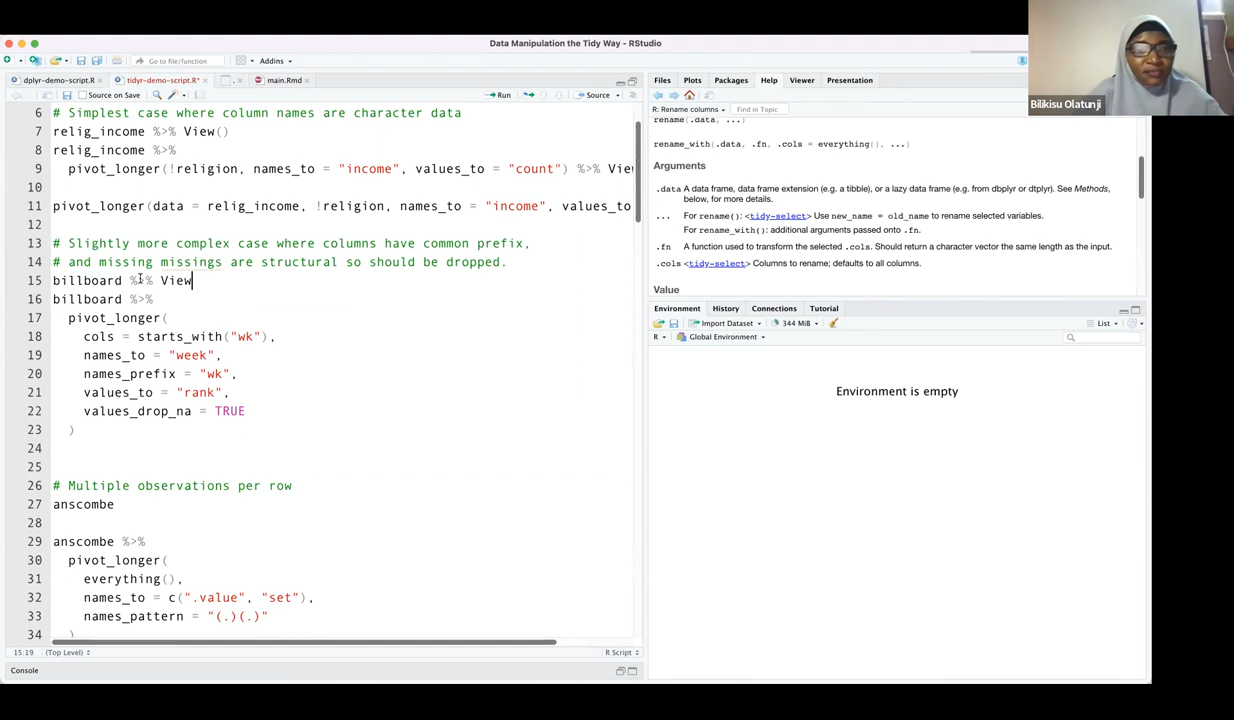 Data Manipulation the Tidy Way - RStudio
Go to file/function
Addins
dplyr-demo-script.R
tidyr-demo-script.R*
main.Rmd
Source on Save
Run
Source
6 # Simplest case where column names are character data
7 relig_income %>% View()
8 relig_income %>%
9 pivot_longer(!religion, names_to = "income", values_to = "count") %>% View
10
11 pivot_longer(data = relig_income, !religion, names_to = "income", values_to
12
13 # Slightly more complex case where columns have common prefix,
14 # and missing missings are structural so should be dropped.
15 billboard %>% View
16 billboard %>%
17 pivot_longer(
18 cols = starts_with("wk"),
19 names_to = "week",
20 names_prefix = "wk",
21 values_to = "rank",
22 values_drop_na = TRUE
23 )
24
25
26 # Multiple observations per row
27 anscombe
28
29 anscombe %>%
30 pivot_longer(
31 everything(),
32 names_to = c(".value", "set"),
33 names_pattern = "(.)(.)"
34 )
15:19 (Top Level) R Script
Console
Files Plots Packages Help Viewer Presentation
R: Rename columns Find in Topic
rename(.data, ...)
rename_with(.data, .fn, .cols = everything(), ...)
Arguments
.data A data frame, data frame extension (e.g. a tibble), or a lazy data frame (e.g. from dbplyr or dtplyr). See Methods,
below, for more details.
... For rename(): <tidy-select> Use new_name = old_name to rename selected variables.
For rename_with(): additional arguments passed onto .fn.
.fn A function used to transform the selected .cols. Should return a character vector the same length as the input.
.cols <tidy-select> Columns to rename; defaults to all columns.
Value
Environment History Connections Tutorial
Import Dataset 344 MiB List
R Global Environment
Environment is empty
Bilikisu Olatunji